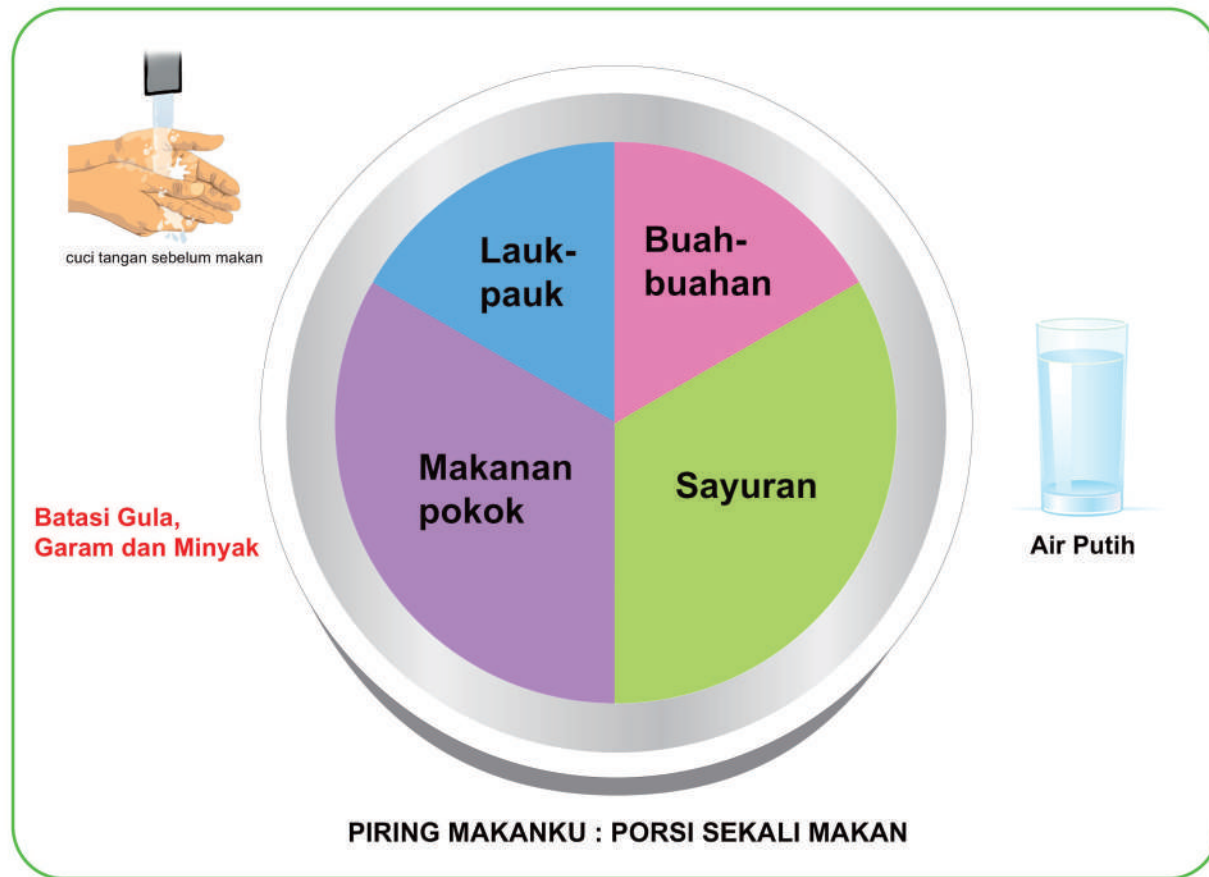 cuci tangan sebelum makan
Lauk-
pauk
Buah-
buahan
Makanan
pokok
Sayuran
Batasi Gula,
Garam dan Minyak
Air Putih
PIRING MAKANKU : PORSI SEKALI MAKAN